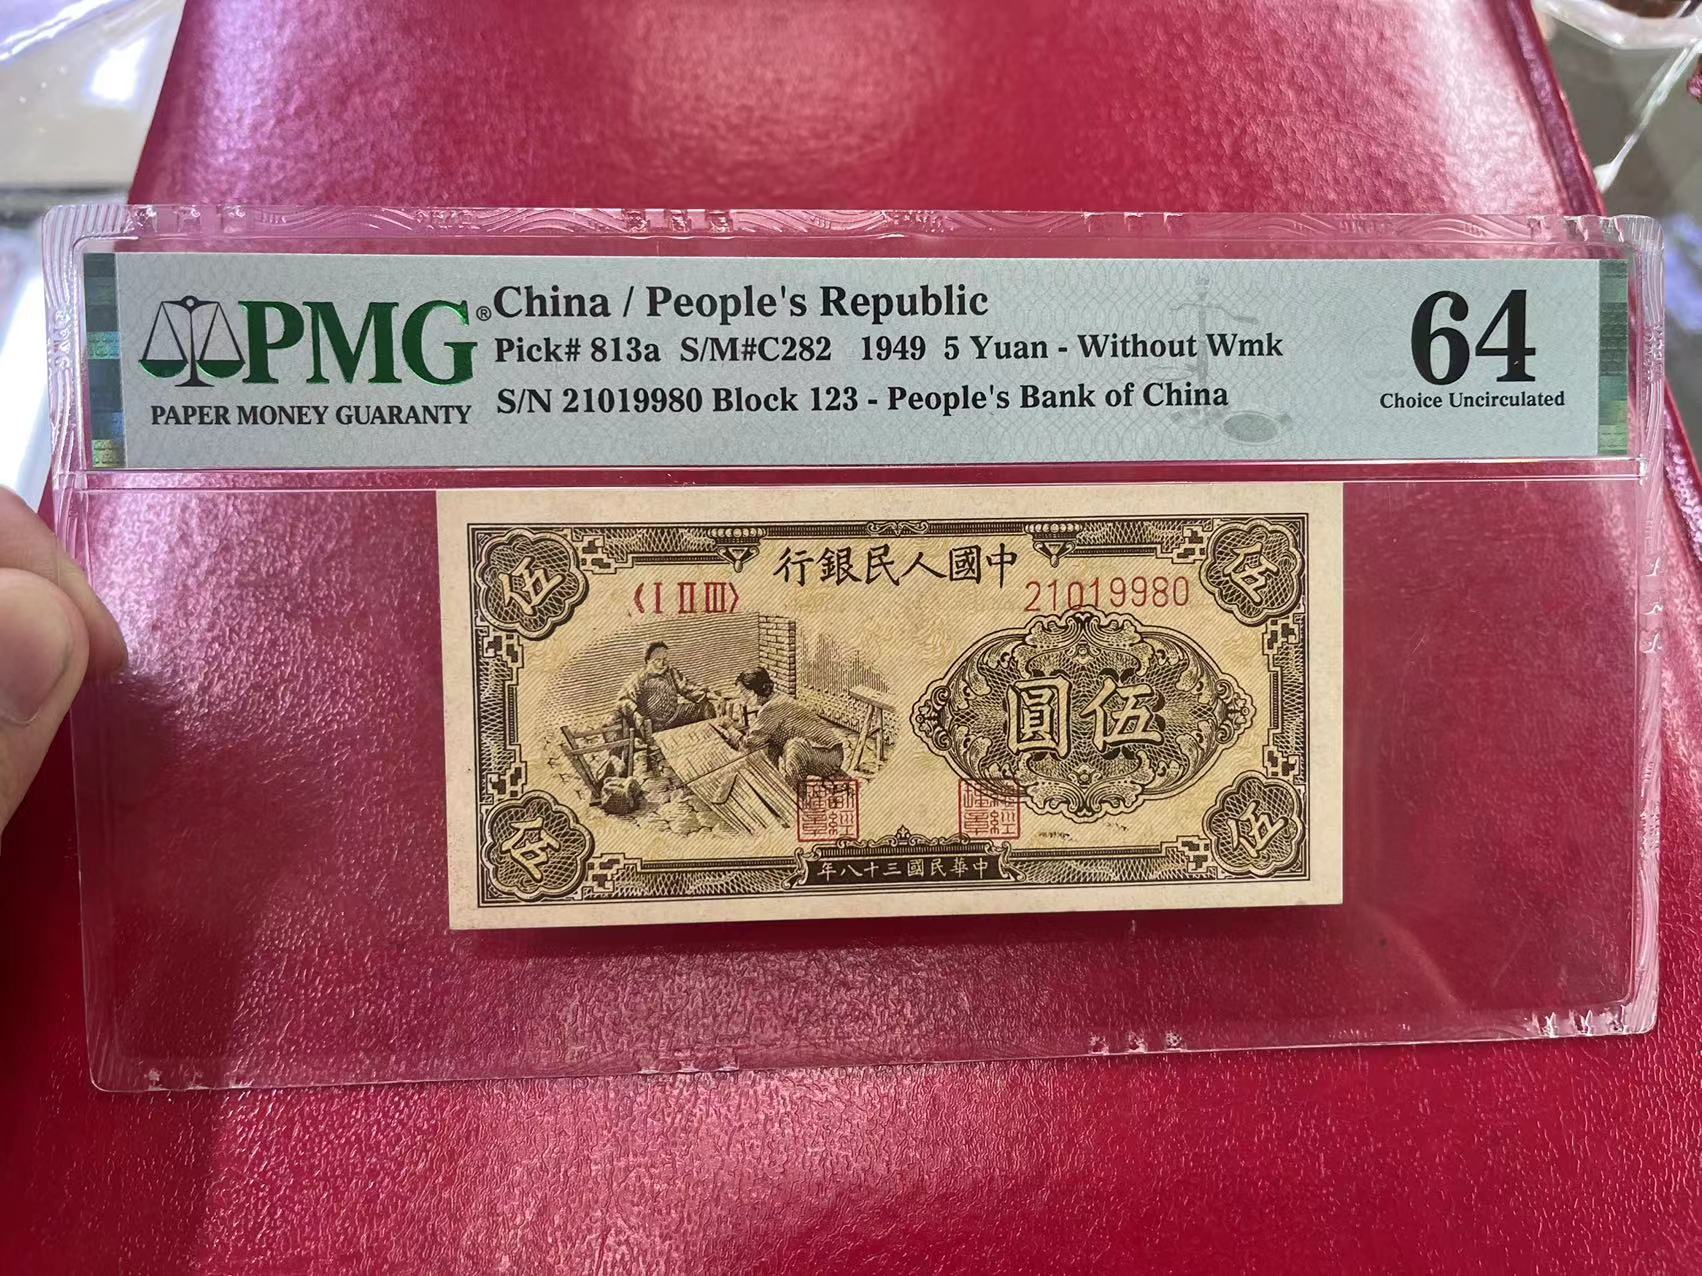 PMG®
PAPER MONEY GUARANTY
China / People's Republic
Pick# 813a S/M#C282 1949 5 Yuan - Without Wmk
S/N 21019980 Block 123 - People's Bank of China
64
Choice Uncirculated
行銀民人國中
〈I II III〉
21019980
伍
伍
圓伍
伍
伍
年八十三國民華中